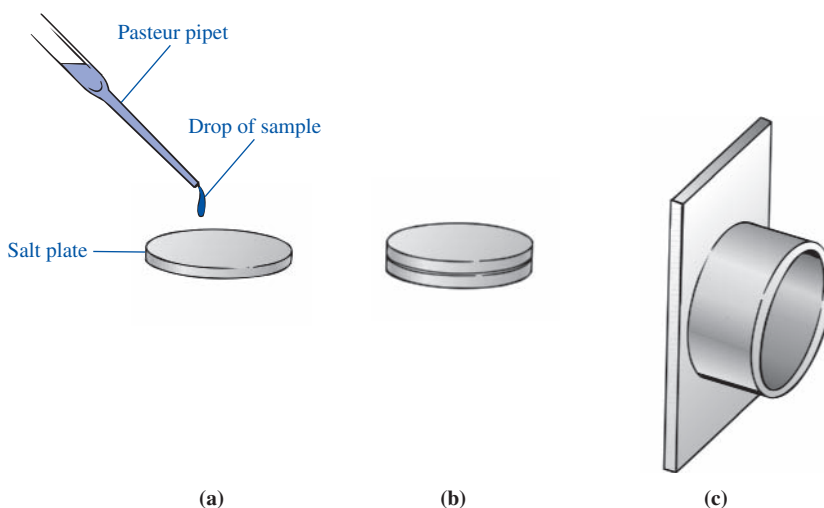 Pasteur pipet
Drop of sample
Salt plate
(a)
(b)
(c)